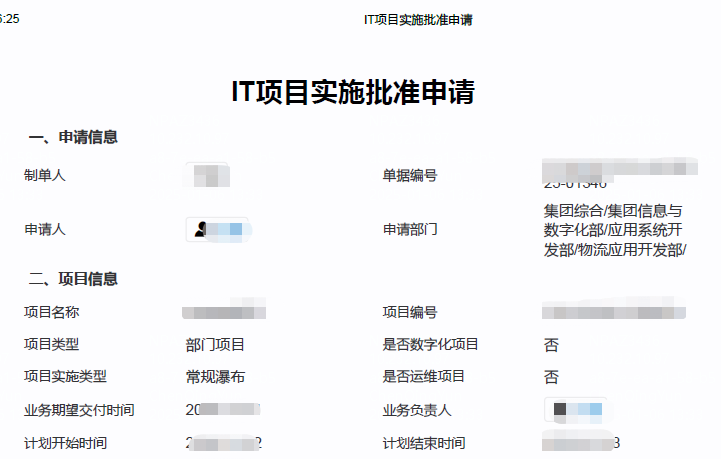 6:25 IT项目实施批准申请
IT项目实施批准申请
一、申请信息
制单人 单据编号
申请人 申请部门 集团综合/集团信息与
数字化部/应用系统开
发部/物流应用开发部/
二、项目信息
项目名称 项目编号
项目类型 部门项目 是否数字化项目 否
项目实施类型 常规瀑布 是否运维项目 否
业务期望交付时间 业务负责人
计划开始时间 计划结束时间